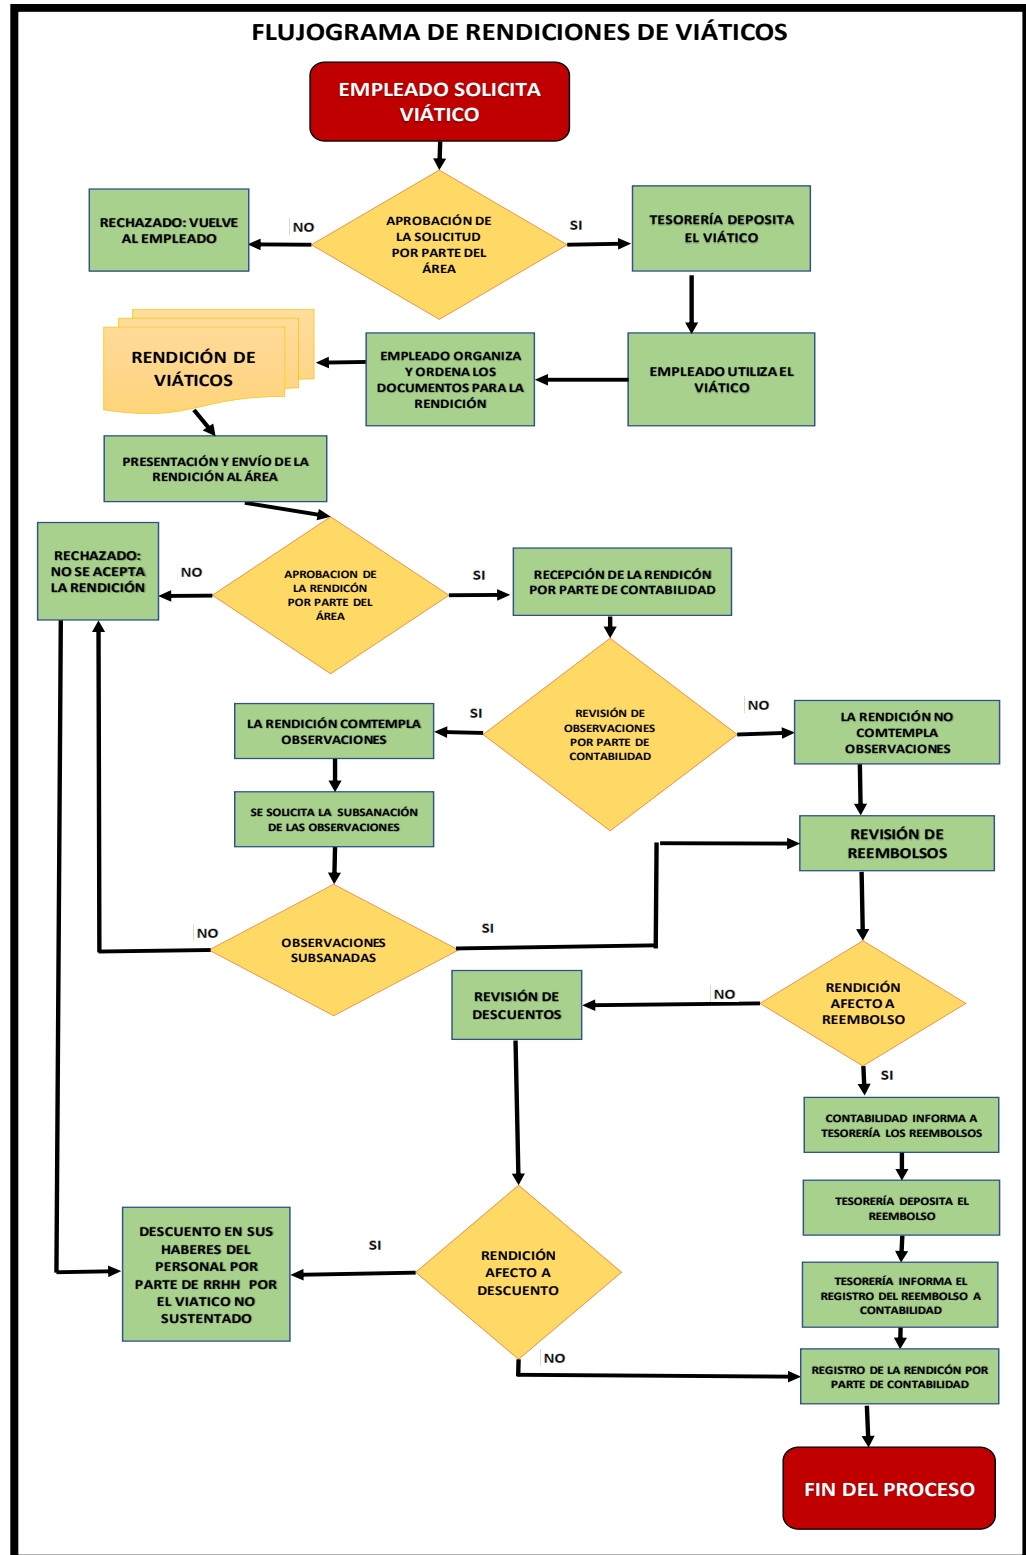 FLUJOGRAMA DE RENDICIONES DE VIÁTICOS
EMPLEADO SOLICITA
VIÁTICO
APROBACIÓN DE
LA SOLICITUD
POR PARTE DEL
ÁREA
NO
SI
RECHAZADO: VUELVE
AL EMPLEADO
TESORERÍA DEPOSITA
EL VIÁTICO
EMPLEADO UTILIZA EL
VIÁTICO
EMPLEADO ORGANIZA
Y ORDENA LOS
DOCUMENTOS PARA LA
RENDICIÓN
RENDICIÓN DE
VIÁTICOS
PRESENTACIÓN Y ENVÍO DE LA
RENDICIÓN AL ÁREA
RECHAZADO:
NO SE ACEPTA
LA RENDICIÓN
NO
APROBACION DE
LA RENDICÓN
POR PARTE DEL
ÁREA
SI
RECEPCIÓN DE LA RENDICÓN
POR PARTE DE CONTABILIDAD
REVISIÓN DE
OBSERVACIONES
POR PARTE DE
CONTABILIDAD
SI
NO
LA RENDICIÓN COMTEMPLA
OBSERVACIONES
LA RENDICIÓN NO
COMTEMPLA
OBSERVACIONES
SE SOLICITA LA SUBSANACIÓN
DE LAS OBSERVACIONES
REVISIÓN DE
REEMBOLSOS
NO
OBSERVACIONES
SUBSANADAS
SI
REVISIÓN DE
DESCUENTOS
NO
RENDICIÓN
AFECTO A
REEMBOLSO
SI
CONTABILIDAD INFORMA A
TESORERÍA LOS REEMBOLSOS
TESORERÍA DEPOSITA EL
REEMBOLSO
DESCUENTO EN SUS
HABERES DEL
PERSONAL POR
PARTE DE RRHH POR
EL VIATICO NO
SUSTENTADO
SI
RENDICIÓN
AFECTO A
DESCUENTO
NO
TESORERÍA INFORMA EL
REGISTRO DEL REEMBOLSO A
CONTABILIDAD
REGISTRO DE LA RENDICÓN POR
PARTE DE CONTABILIDAD
FIN DEL PROCESO